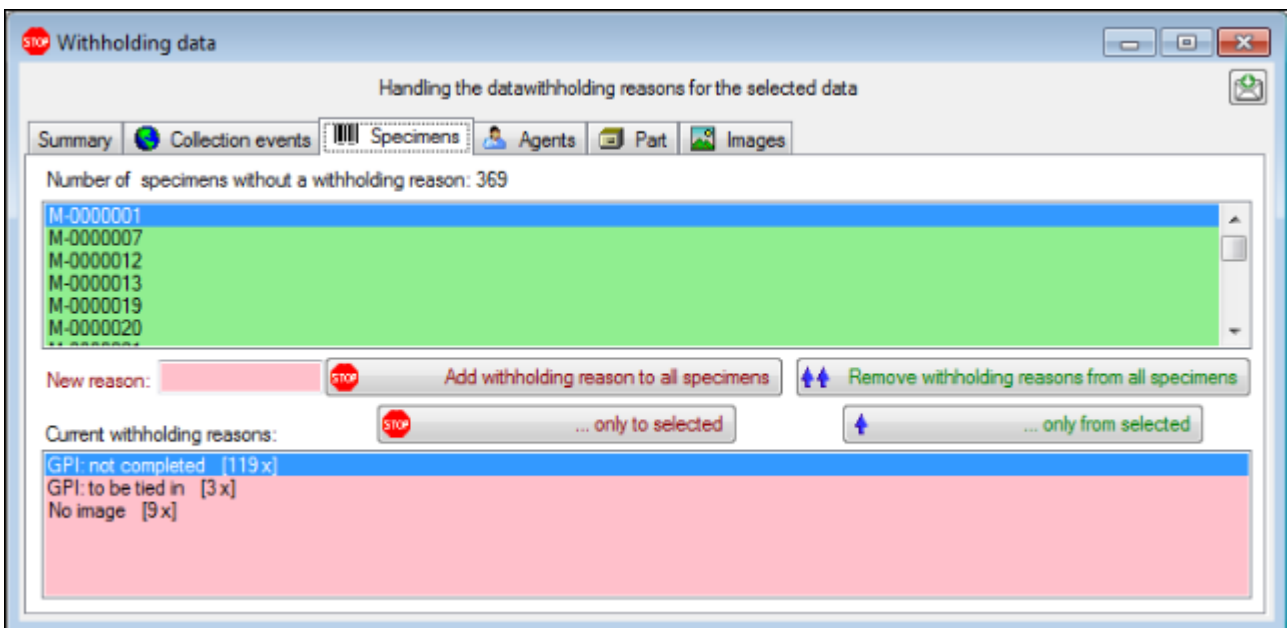 STOP Withholding data
Handling the datawithholding reasons for the selected data
Summary Collection events Specimens Agents Part Images
Number of specimens without a withholding reason: 369
M-0000001
M-0000007
M-0000012
M-0000013
M-0000019
M-0000020
New reason: STOP Add withholding reason to all specimens Remove withholding reasons from all specimens
Current withholding reasons: STOP ... only to selected ... only from selected
GPI: not completed [119 x]
GPI: to be tied in [3 x]
No image [9 x]